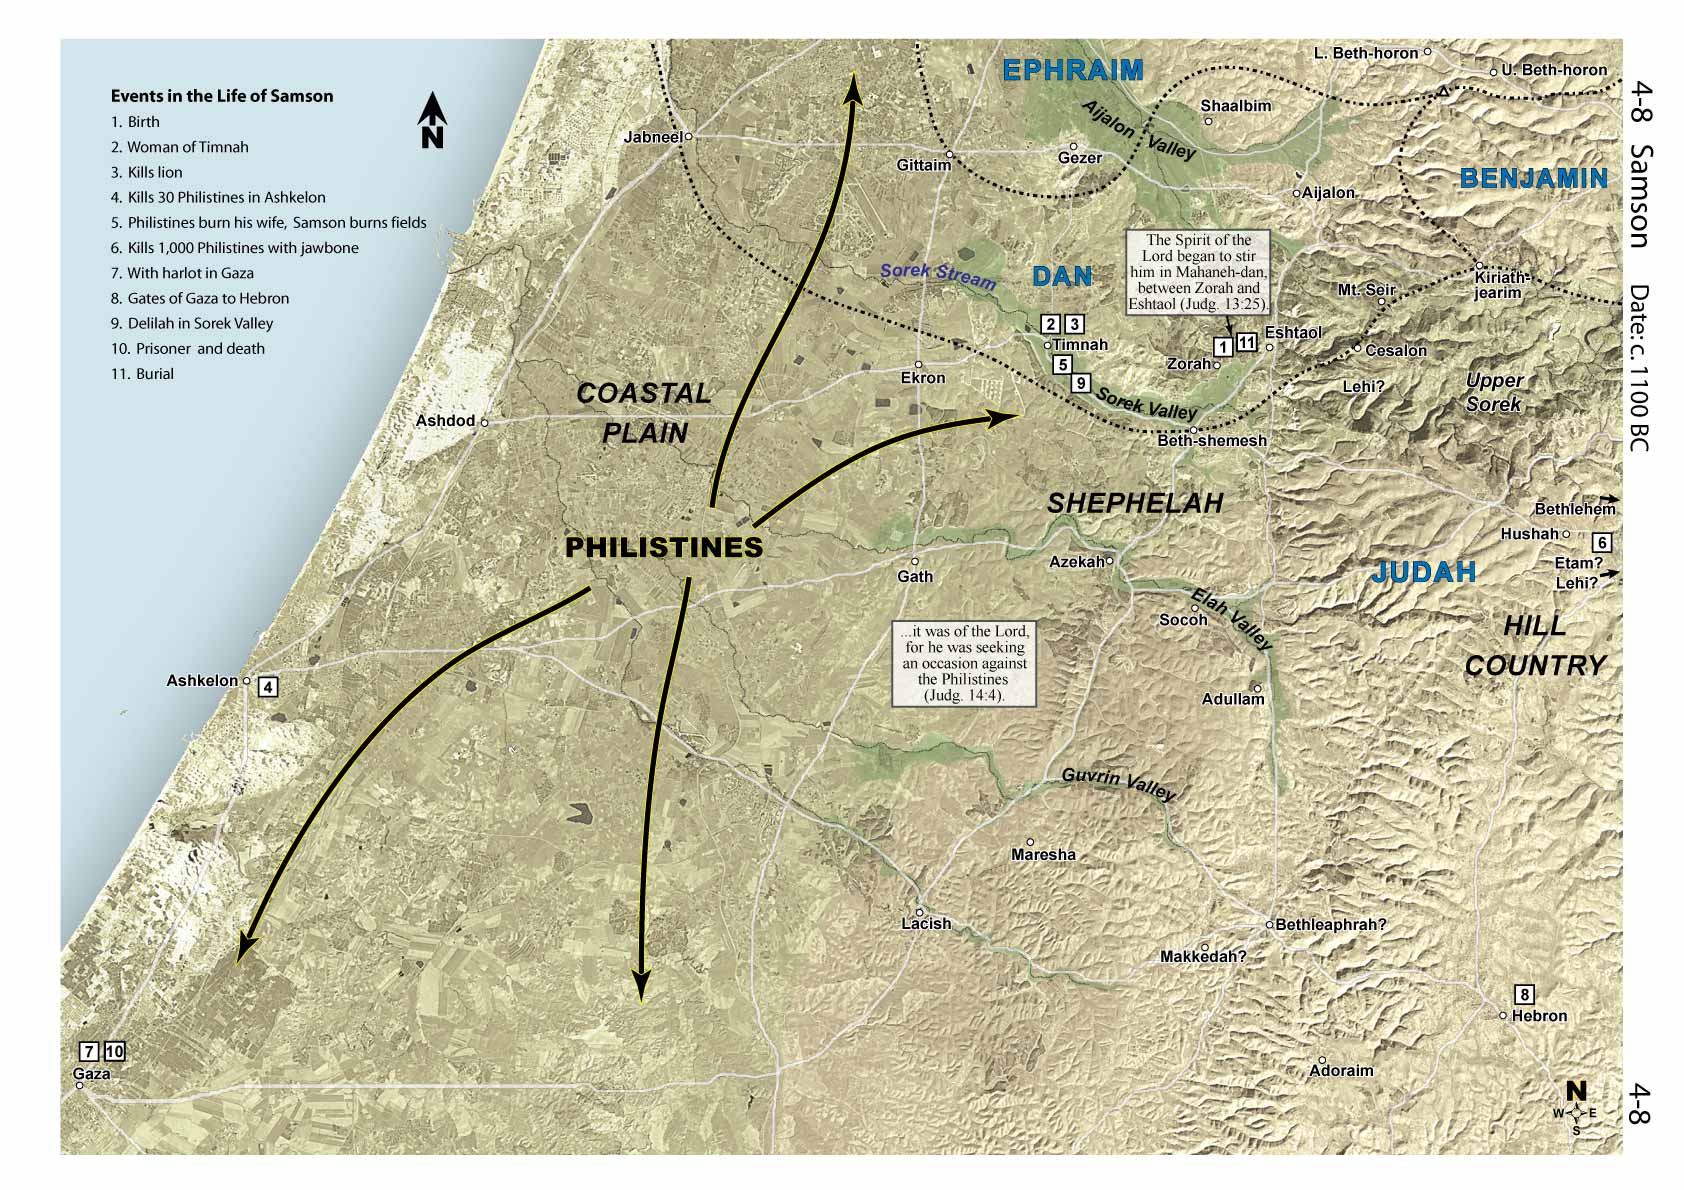 Events in the Life of Samson
1. Birth
2. Woman of Timnah
3. Kills lion
4. Kills 30 Philistines in Ashkelon
5. Philistines burn his wife, Samson burns fields
6. Kills 1,000 Philistines with jawbone
7. With harlot in Gaza
8. Gates of Gaza to Hebron
9. Delilah in Sorek Valley
10. Prisoner and death
11. Burial
N
4-8 Samson Date: c. 1100 BC
EPHRAIM
L. Beth-horon
U. Beth-horon
Shaalbim
Aijalon Valley
Jabneel
Gittaim
Gezer
BENJAMIN
Aijalon
The Spirit of the
Lord began to stir
him in Mahaneh-dan,
between Zorah and
Eshtaol (Judg. 13:25).
Sorek Stream
DAN
Kiriath-
jearim
Mt. Seir
2 3
Timnah
1 11
Eshtaol
Zorah
Cesalon
5
9
Ekron
Lehi?
Upper
Sorek
COASTAL
PLAIN
Sorek Valley
Ashdod
Beth-shemesh
SHEPHELAH
Bethlehem
Hushah
6
PHILISTINES
Azekah
Etam?
Gath
JUDAH
Lehi?
Elah Valley
Socoh
...it was of the Lord,
for he was seeking
an occasion against
the Philistines
(Judg. 14:4).
HILL
COUNTRY
Ashkelon
4
Adullam
Guvrin Valley
Maresha
Lacish
Bethleaphrah?
Makkedah?
8
Hebron
7 10
Gaza
Adoraim
N
W E
S
4-8